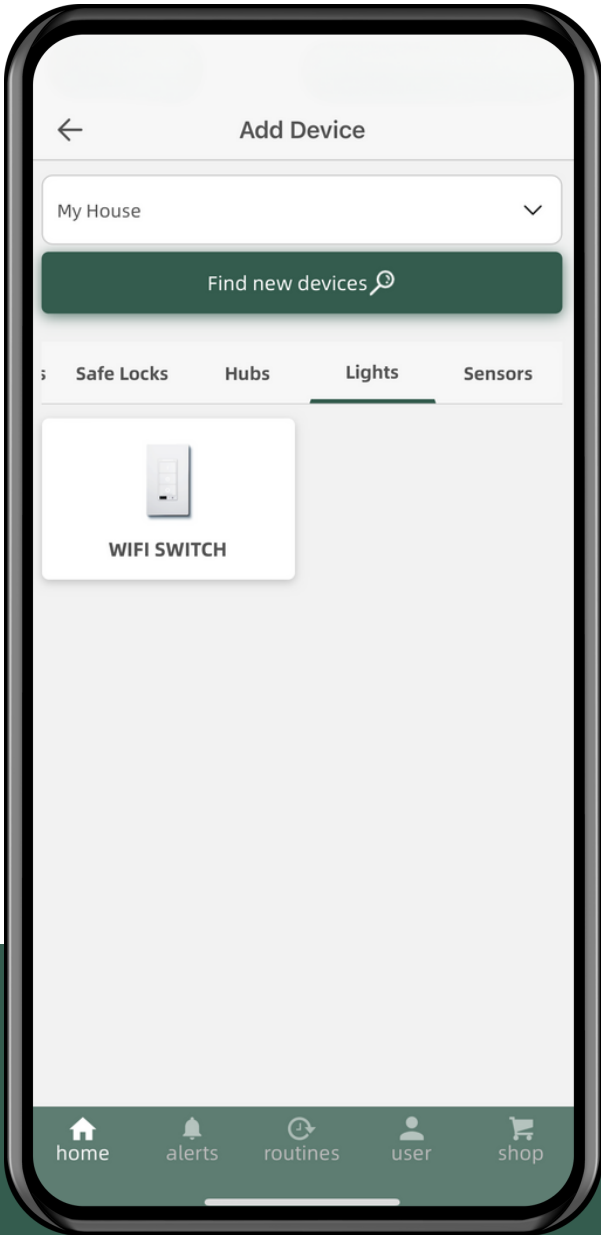 Add Device
My House
Find new devices
s Safe Locks Hubs Lights Sensors
WIFI SWITCH
home alerts routines user shop